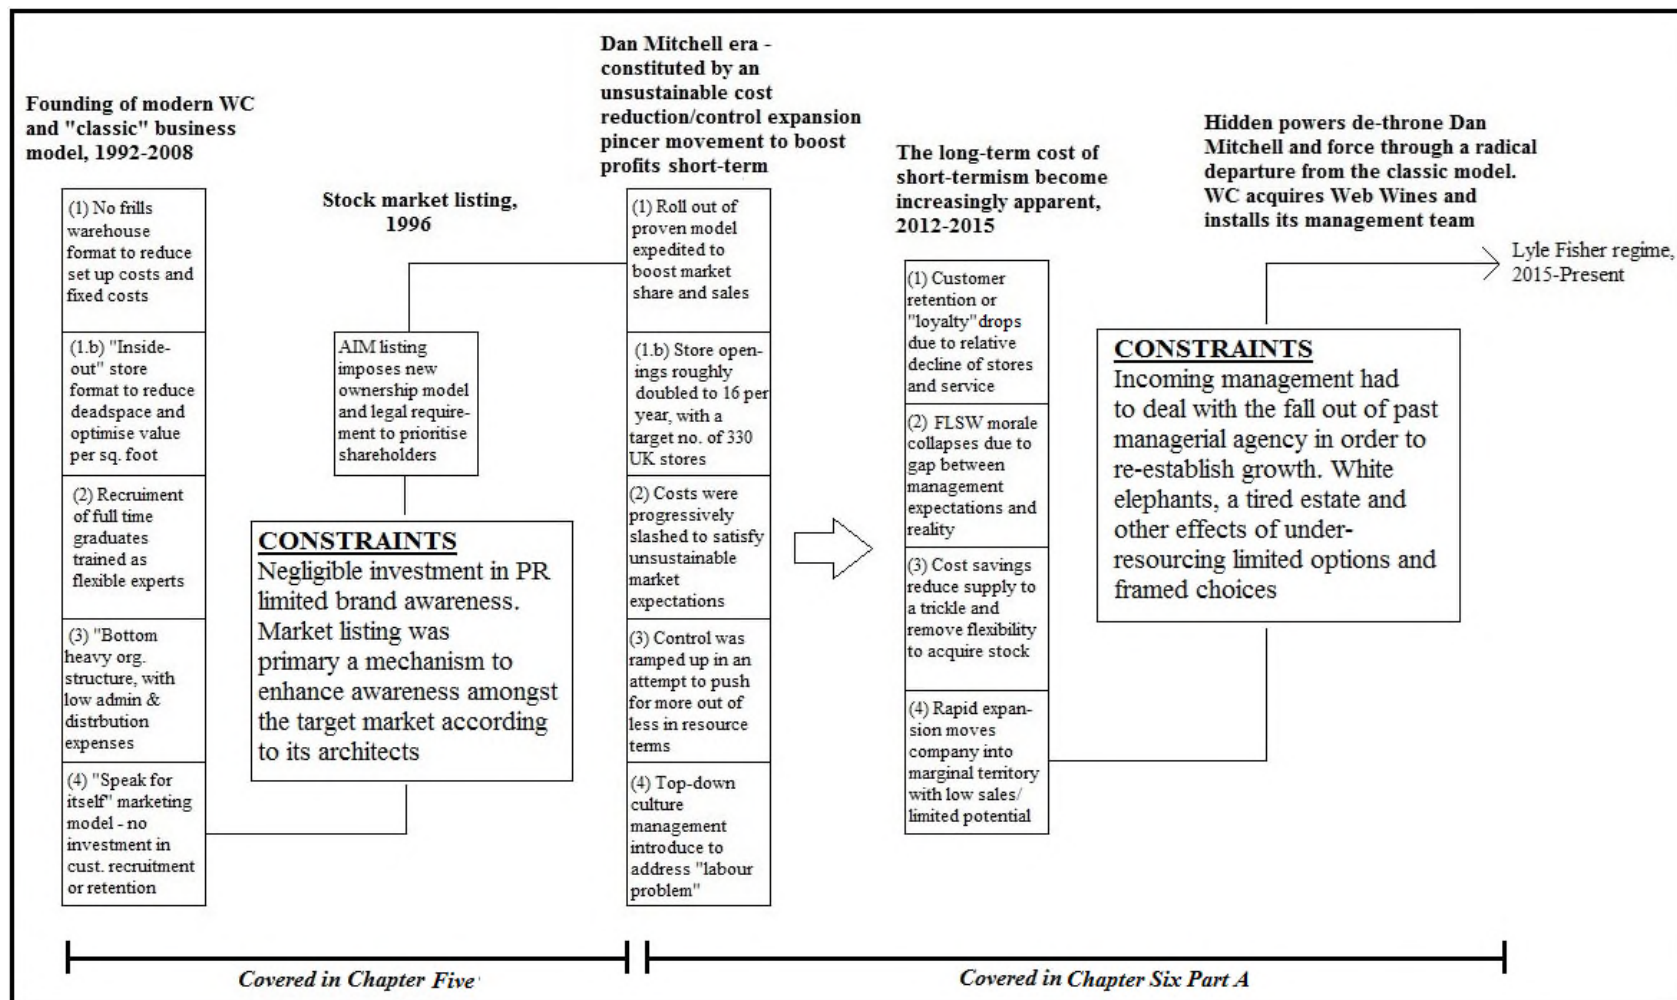 Founding of modern WC
and "classic" business
model, 1992-2008
(1) No frills
warehouse
format to reduce
set up costs and
fixed costs
(1.b) "Inside-
out" store
format to reduce
deadspace and
optimise value
per sq. foot
(2) Recruiment
of full time
graduates
trained as
flexible experts
(3) "Bottom
heavy org.
structure, with
low admin &
distrbution
expenses
(4) "Speak for
itself" marketing
model - no
investment in
cust. recruitment
or retention
Stock market listing,
1996
AIM listing
imposes new
ownership model
and legal require-
ment to prioritise
shareholders
CONSTRAINTS
Negligible investment in PR
limited brand awareness.
Market listing was
primary a mechanism to
enhance awareness amongst
the target market according
to its architects
Dan Mitchell era -
constituted by an
unsustainable cost
reduction/control expansion
pincer movement to boost
profits short-term
(1) Roll out of
proven model
expedited to
boost market
share and sales
(1.b) Store open-
ings roughly
doubled to 16 per
year, with a
target no. of 330
UK stores
(2) Costs were
progressively
slashed to satisfy
unsustainable
market
expectations
(3) Control was
ramped up in an
attempt to push
for more out of
less in resource
terms
(4) Top-down
culture
management
introduce to
address "labour
problem"
The long-term cost of
short-termism become
increasingly apparent,
2012-2015
(1) Customer
retention or
"loyalty" drops
due to relative
decline of stores
and service
(2) FLSW morale
collapses due to
gap between
management
expectations and
reality
(3) Cost savings
reduce supply to
a trickle and
remove flexibility
to acquire stock
(4) Rapid expan-
sion moves
company into
marginal territory
with low sales/
limited potential
Hidden powers de-throne Dan
Mitchell and force through a radical
departure from the classic model.
WC acquires Web Wines and
installs its management team
Lyle Fisher regime,
2015-Present
CONSTRAINTS
Incoming management had
to deal with the fall out of past
managerial agency in order to
re-establish growth. White
elephants, a tired estate and
other effects of under-
resourcing limited options and
framed choices
Covered in Chapter Five
Covered in Chapter Six Part A